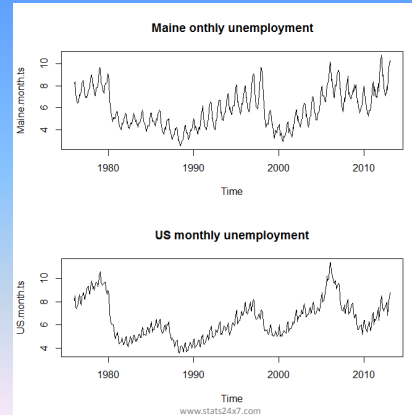 Maine onthly unemployment
Maine.month.ts
10
8
6
4
1980 1990 2000 2010
Time
US monthly unemployment
US.month.ts
10
8
6
4
1980 1990 2000 2010
Time
www.stats24x7.com